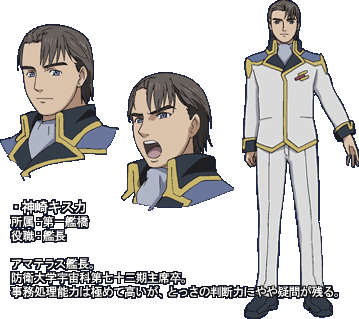 ・神崎キスカ
所属：第一艦橋
役職：艦長
アマテラス艦長。
防衛大学宇宙科第七十三期主席卒。
事務処理能力は極めて高いが、とっさの判断力にやや疑問が残る。